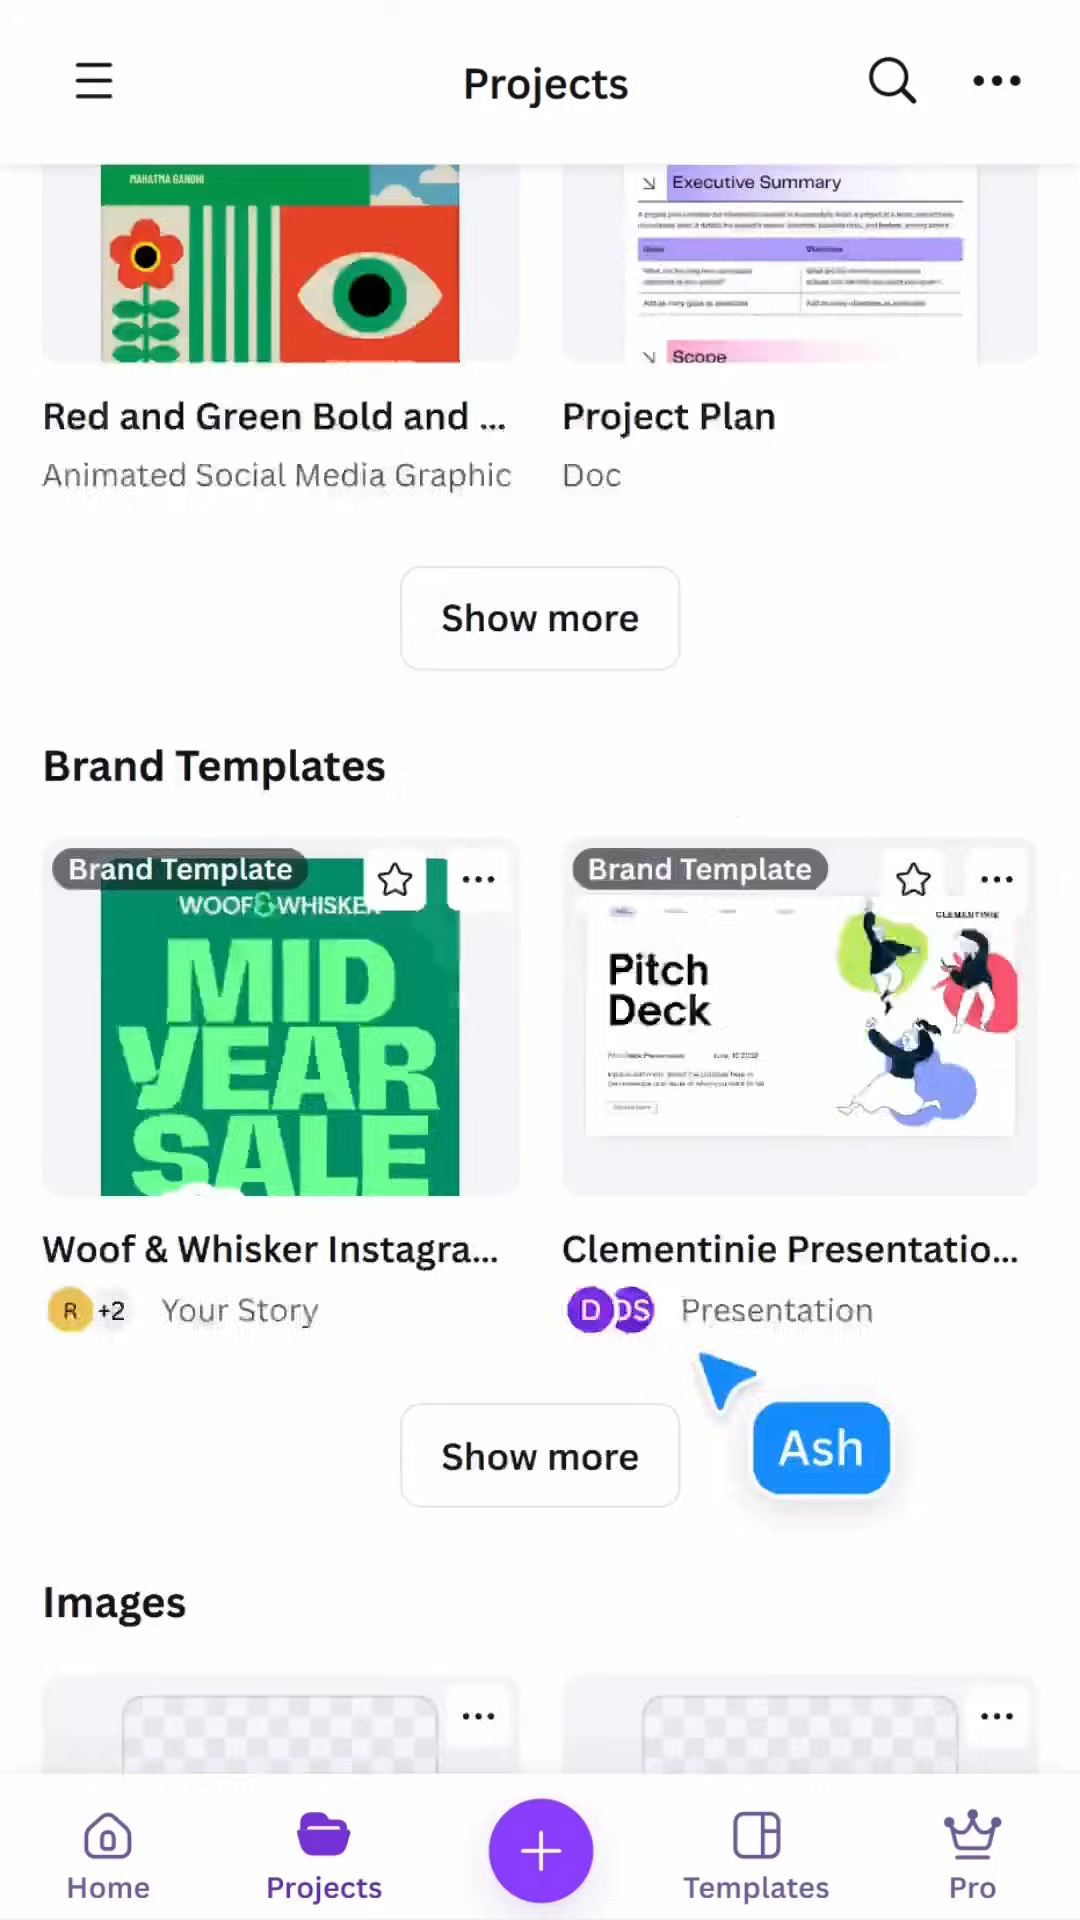 Projects
MAHATMA GANDHI
Executive Summary
Scope
Red and Green Bold and ...
Project Plan
Animated Social Media Graphic
Doc
Show more
Brand Templates
Brand Template
Brand Template
WOOF&WHISKER
MID
YEAR
SALE
CLEMENTINIE
Pitch
Deck
Woof & Whisker Instagra...
Clementinie Presentatio...
R +2 Your Story
D DS Presentation
Show more
Ash
Images
Home
Projects
Templates
Pro